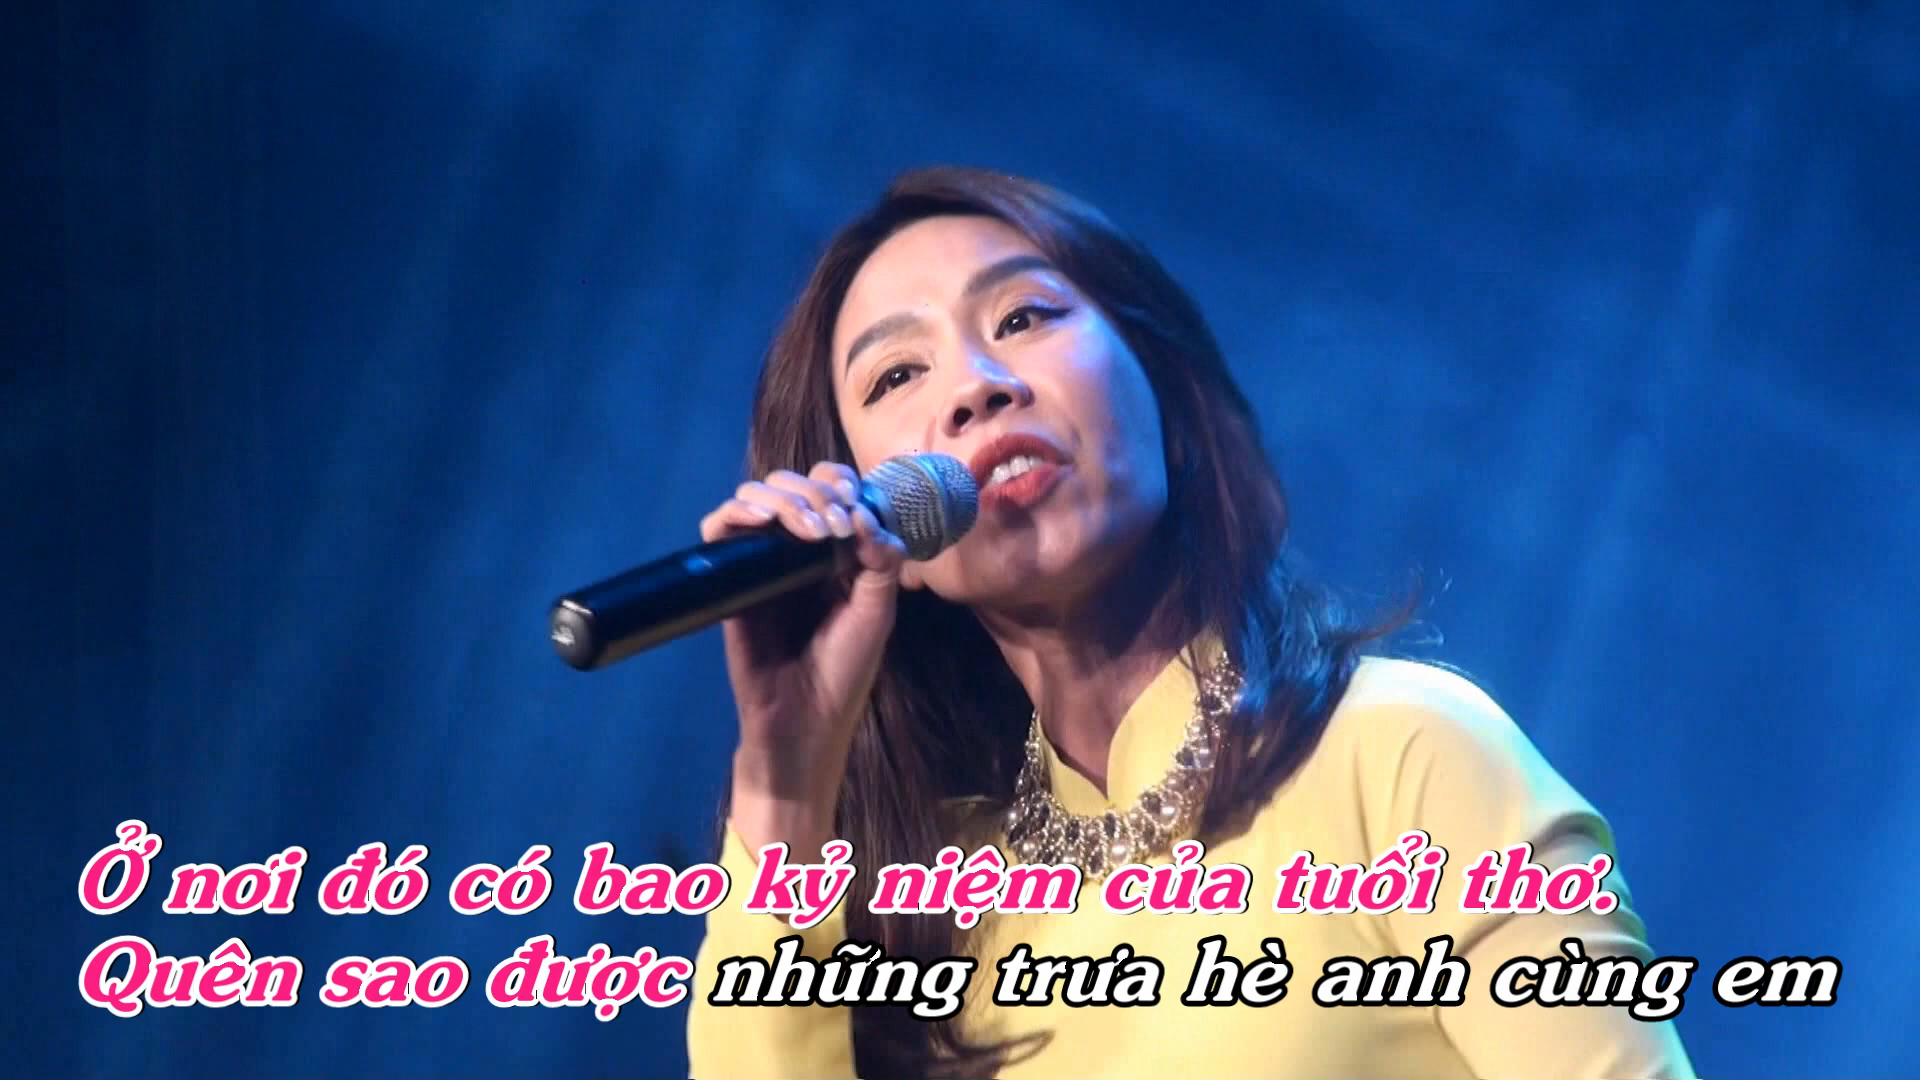 Ở nơi đó có bao kỷ niệm của tuổi thơ.
Quên sao được những trưa hè anh cùng em